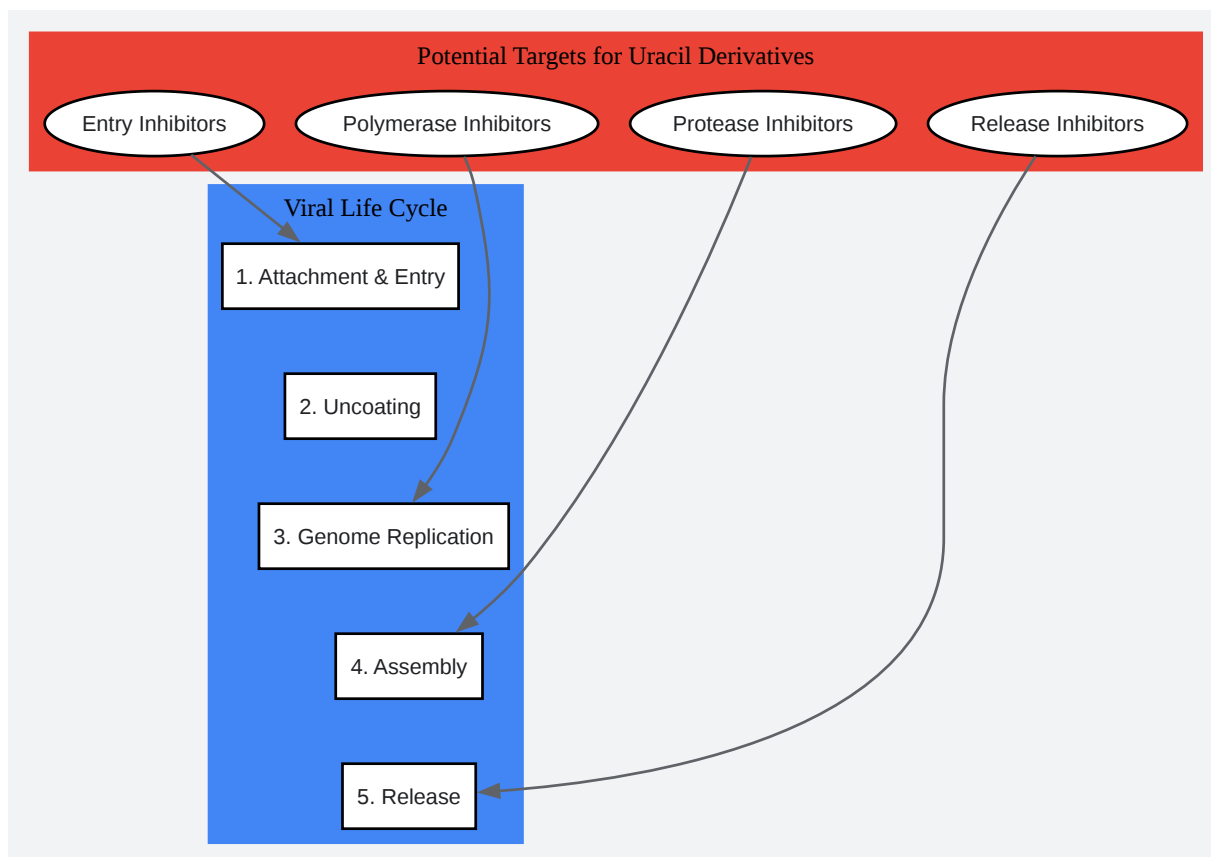 Potential Targets for Uracil Derivatives
Entry Inhibitors
Polymerase Inhibitors
Protease Inhibitors
Release Inhibitors
Viral Life Cycle
1. Attachment & Entry
2. Uncoating
3. Genome Replication
4. Assembly
5. Release